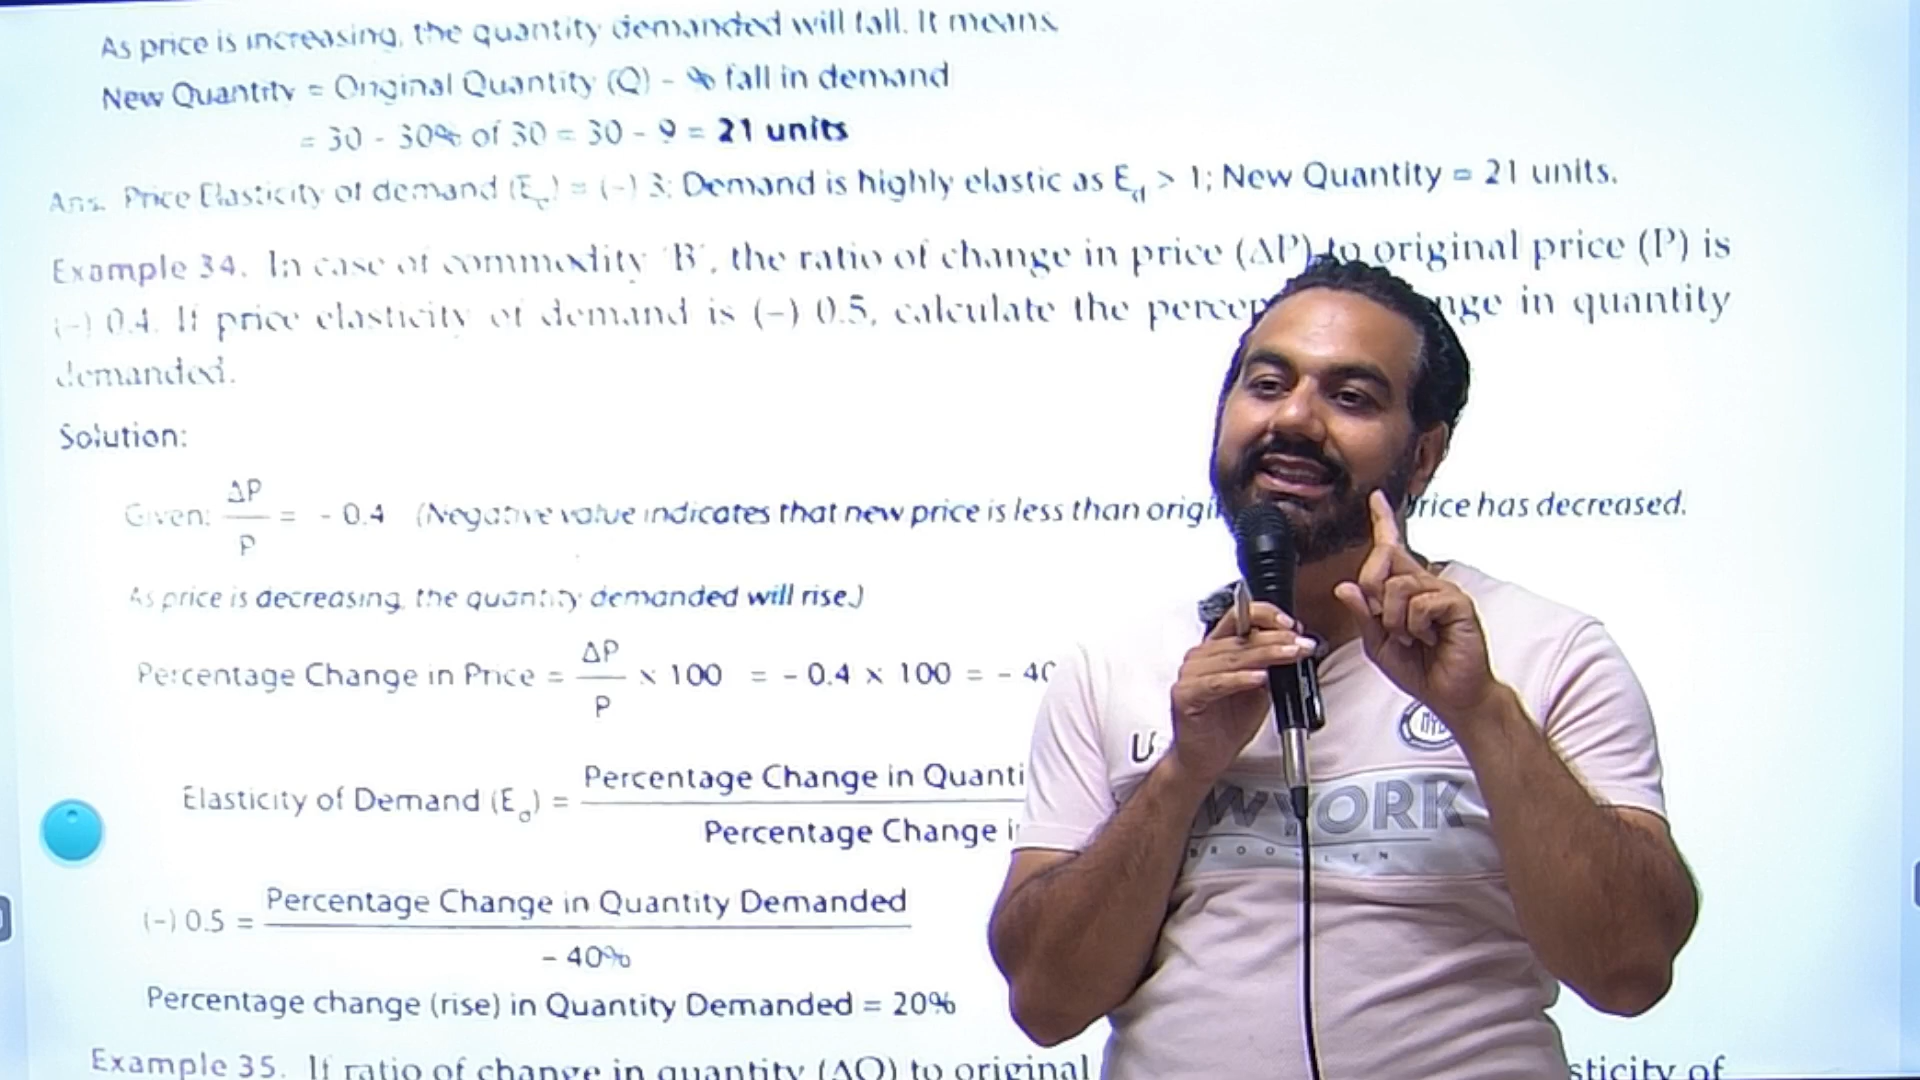 As price is increasing, the quantity demanded will fall. It means
New Quantity = Original Quantity (Q) - % fall in demand
= 30 - 30% of 30 = 30 - 9 = 21 units
Ans. Price Elasticity of demand (Ed) = (-) 3; Demand is highly elastic as Ed > 1; New Quantity = 21 units.
Example 34. In case of commodity 'B', the ratio of change in price (ΔP) to original price (P) is
(-) 0.4. If price elasticity of demand is (-) 0.5, calculate the in quantity
demanded.
Solution:
Given: ΔP
P = - 0.4 (Negative value indicates that new price is less than has decreased.
As price is decreasing, the quantity demanded will rise.)
Percentage Change in Price = ΔP
P × 100 = - 0.4 × 100 = - 40
Elasticity of Demand (Ed) = Percentage Change in
Percentage Change
(-) 0.5 = Percentage Change in Quantity Demanded
- 40%
Percentage change (rise) in Quantity Demanded = 20%
Example 35. If ratio of change in quantity (ΔQ) to original
YORK